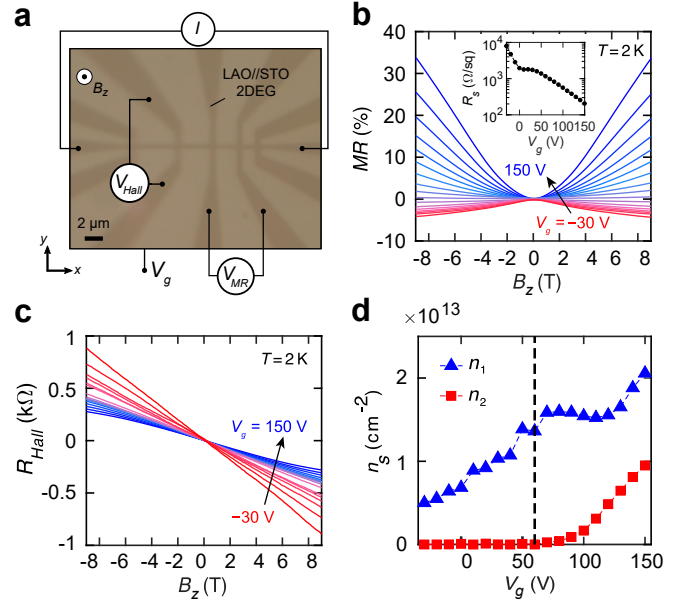 a
I
LAO//STO
2DEG
B_z
V_Hall
2 μm
V_MR
V_g
y
x
b
T = 2 K
MR (%)
40
30
20
10
0
-10
R_s (Ω/sq)
10^4
10^3
10^2
0 50 100 150
V_g (V)
150 V
V_g = −30 V
-8 -6 -4 -2 0 2 4 6 8
B_z (T)
c
T = 2 K
R_Hall (kΩ)
1
0.5
0
-0.5
-1
V_g = 150 V
−30 V
-8 -6 -4 -2 0 2 4 6 8
B_z (T)
d
×10^13
n_s (cm^-2)
2
1
0
n_1
n_2
0 50 100 150
V_g (V)